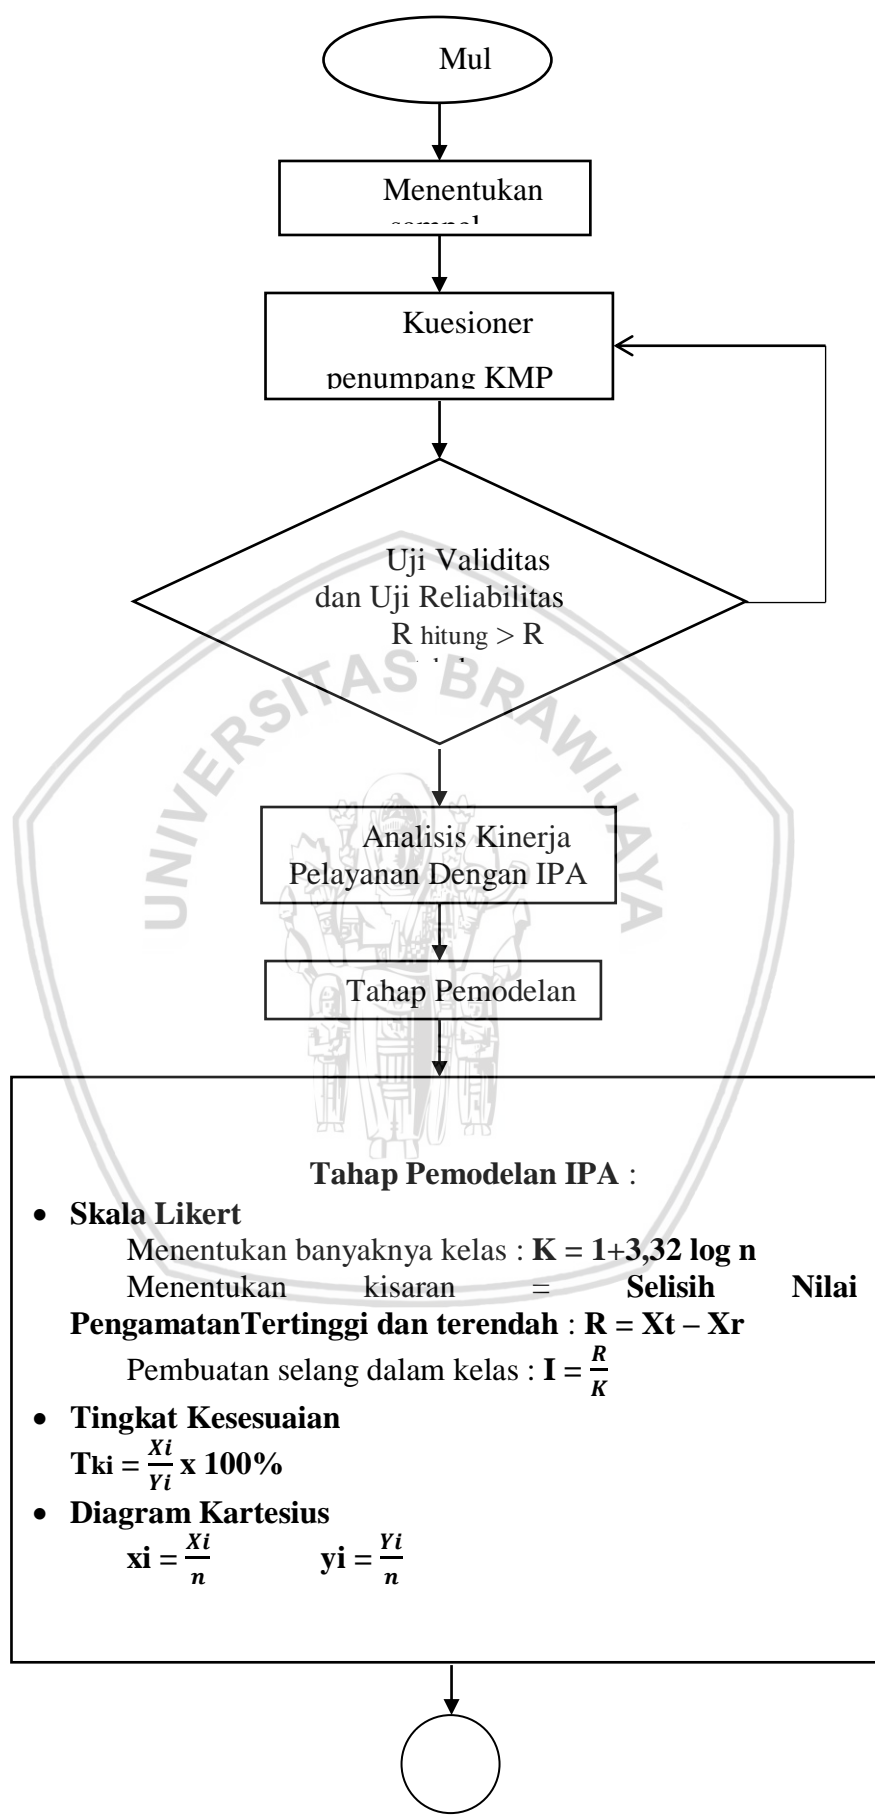 Mul
Menentukan
Kuesioner
penumpang KMP
Uji Validitas
dan Uji Reliabilitas
R hitung > R
UNIVERSITAS BRAWIJAYA
Analisis Kinerja
Pelayanan Dengan IPA
Tahap Pemodelan
Tahap Pemodelan IPA :
• Skala Likert
Menentukan banyaknya kelas : K = 1+3,32 log n
Menentukan kisaran = Selisih Nilai
PengamatanTertinggi dan terendah : R = Xt – Xr
Pembuatan selang dalam kelas : I = R/K
• Tingkat Kesesuaian
Tki = Xi/Yi x 100%
• Diagram Kartesius
xi = Xi/n yi = Yi/n